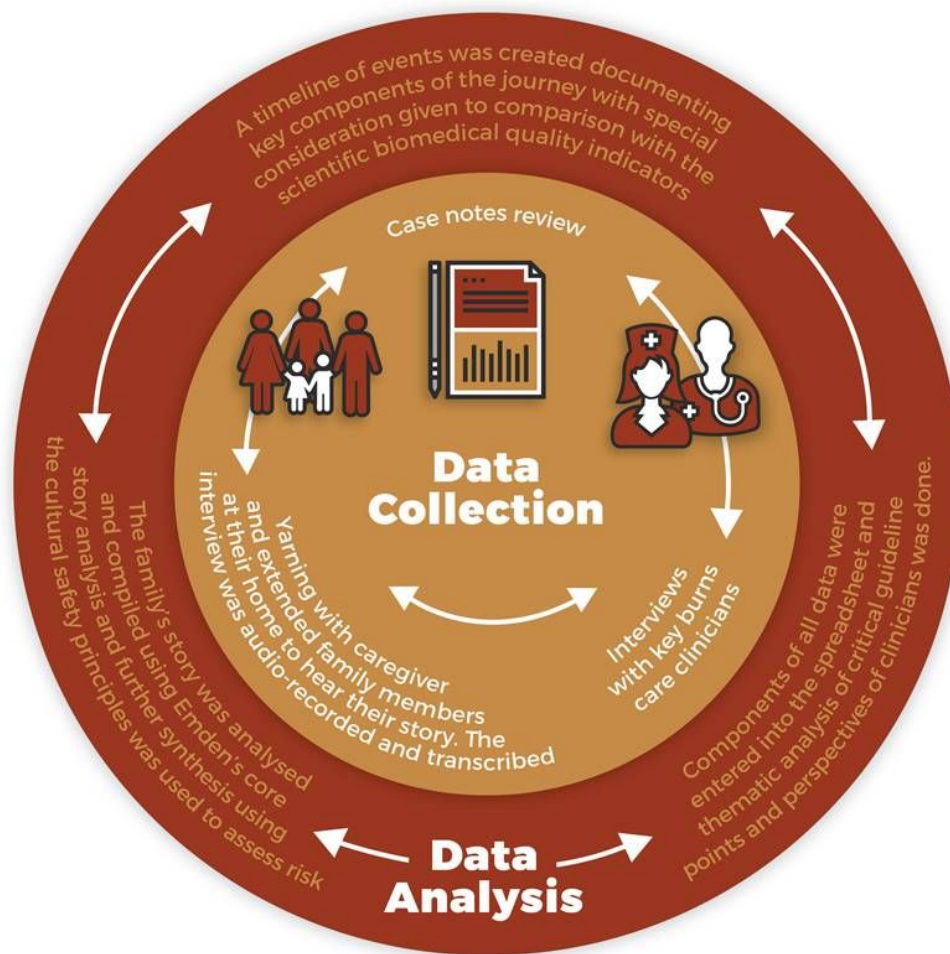 A timeline of events was created documenting
key components of the journey with special
consideration given to comparison with the
scientific biomedical quality indicators
Case notes review
Data
Collection
Yarning with caregiver
and extended family members
at their home to hear their story. The
interview was audio-recorded and transcribed
Interviews
with key burns
care clinicians
The family's story was analysed
and compiled using Emden's core
story analysis and further synthesis using
the cultural safety principles was used to assess risk
Components of all data were
entered into the spreadsheet and
thematic analysis of critical guideline
points and perspectives of clinicians was done.
Data
Analysis